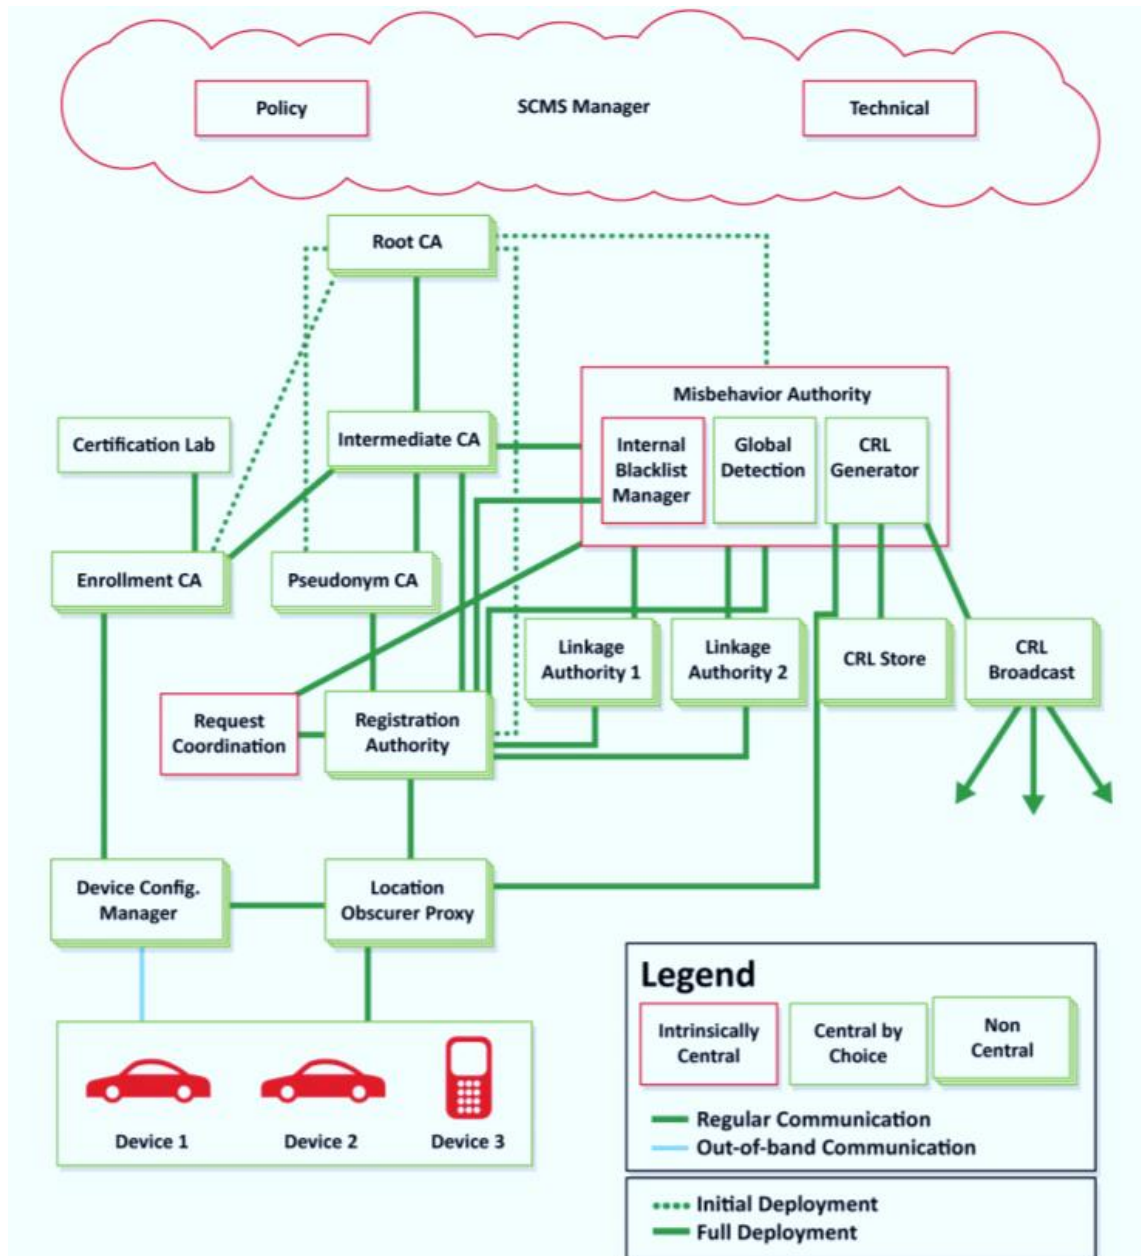 Policy
SCMS Manager
Technical
Root CA
Misbehavior Authority
Certification Lab
Intermediate CA
Internal
Blacklist
Manager
Global
Detection
CRL
Generator
Enrollment CA
Pseudonym CA
Linkage
Authority 1
Linkage
Authority 2
CRL Store
CRL
Broadcast
Request
Coordination
Registration
Authority
Device Config.
Manager
Location
Obscurer Proxy
Device 1
Device 2
Device 3
Legend
Intrinsically
Central
Central by
Choice
Non
Central
Regular Communication
Out-of-band Communication
Initial Deployment
Full Deployment